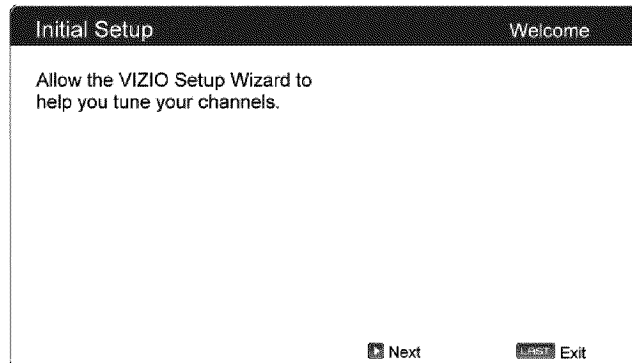 Initial Setup Welcome
Allow the VIZIO Setup Wizard to
help you tune your channels.
Next LAST Exit